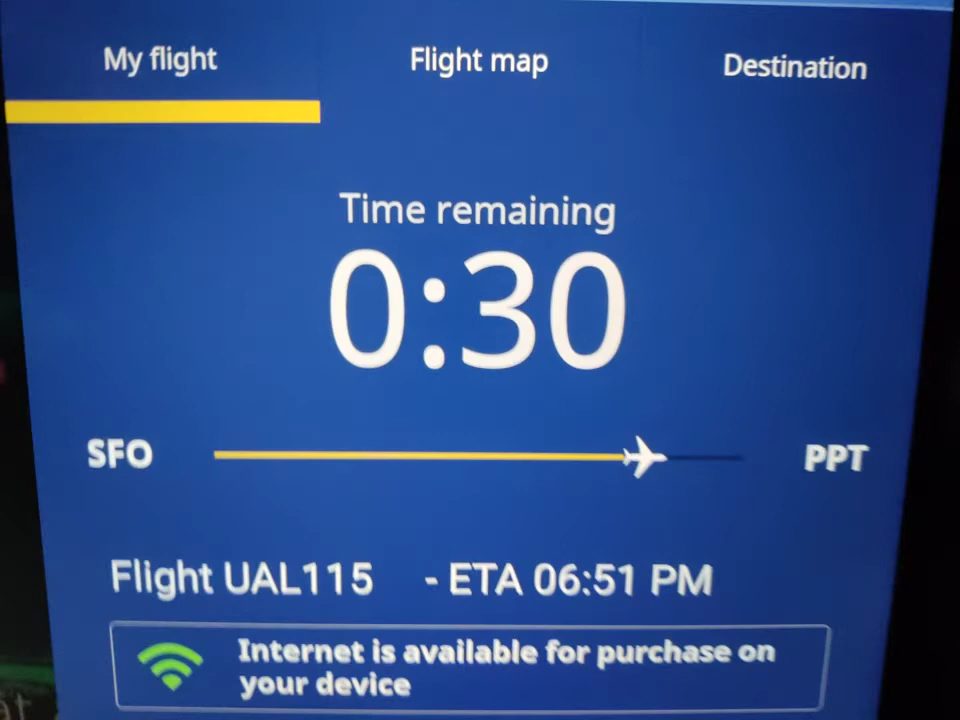 My flight Flight map Destination
Time remaining
0:30
SFO PPT
Flight UAL115 - ETA 06:51 PM
Internet is available for purchase on
your device